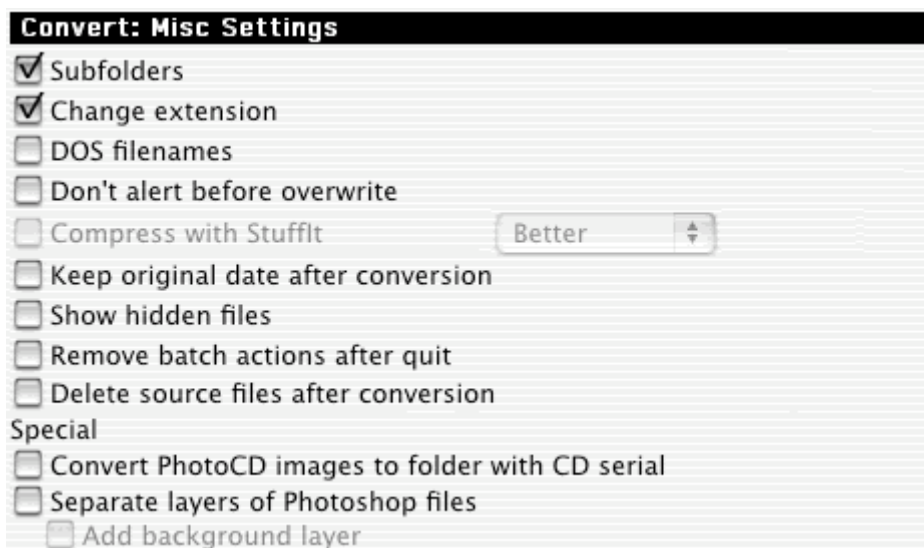 Convert: Misc Settings
Subfolders
Change extension
DOS filenames
Don't alert before overwrite
Compress with StuffIt Better
Keep original date after conversion
Show hidden files
Remove batch actions after quit
Delete source files after conversion
Special
Convert PhotoCD images to folder with CD serial
Separate layers of Photoshop files
Add background layer